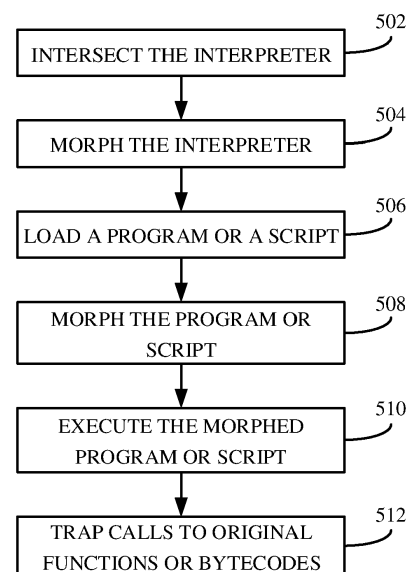 502
INTERSECT THE INTERPRETER
504
MORPH THE INTERPRETER
506
LOAD A PROGRAM OR A SCRIPT
508
MORPH THE PROGRAM OR
SCRIPT
510
EXECUTE THE MORPHED
PROGRAM OR SCRIPT
512
TRAP CALLS TO ORIGINAL
FUNCTIONS OR BYTECODES